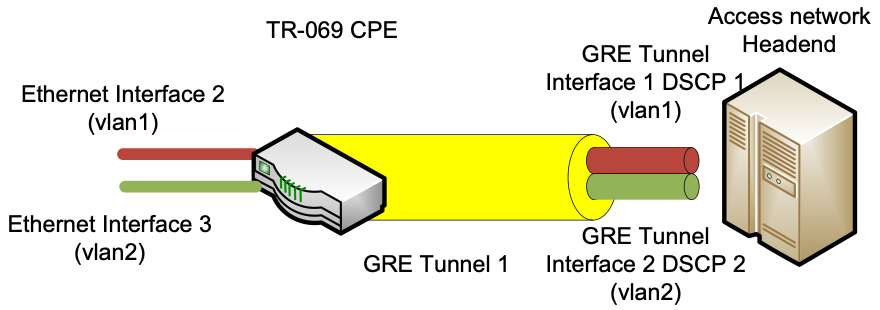 TR-069 CPE
Access network
Headend
GRE Tunnel
Interface 1 DSCP 1
(vlan1)
Ethernet Interface 2
(vlan1)
Ethernet Interface 3
(vlan2)
GRE Tunnel 1
GRE Tunnel
Interface 2 DSCP 2
(vlan2)